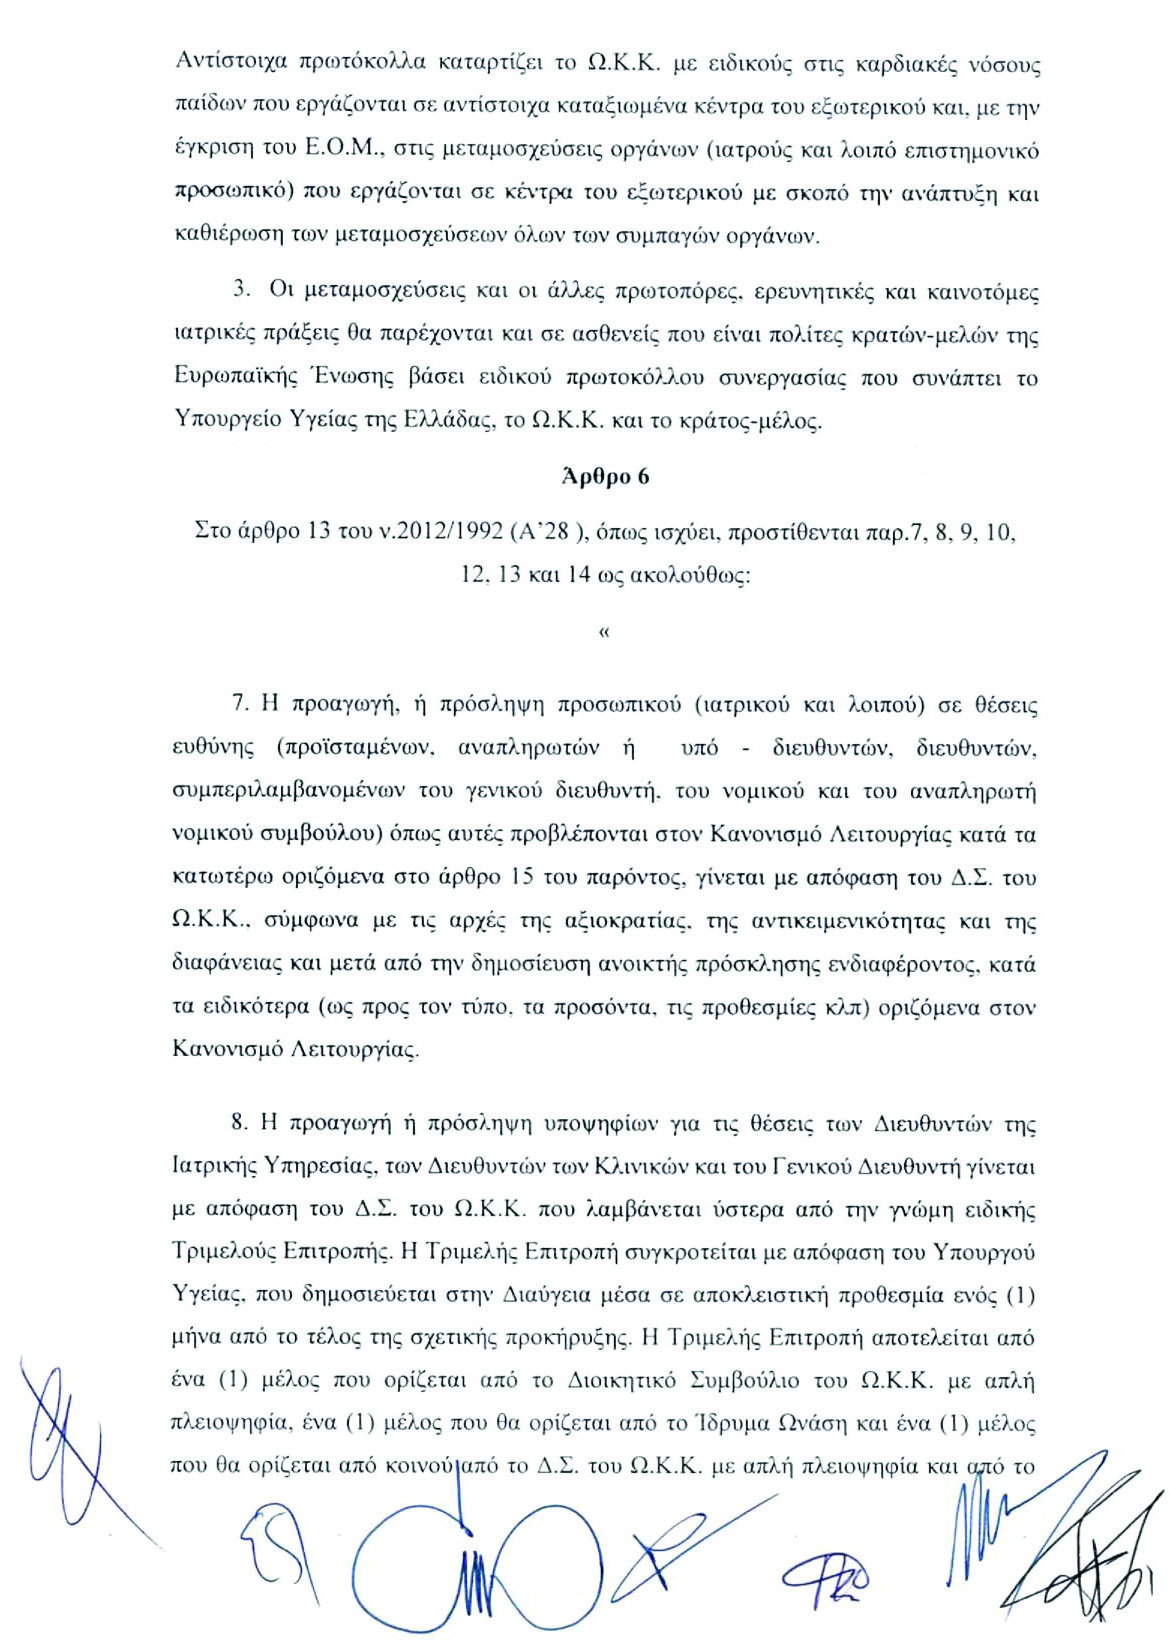 Αντίστοιχα πρωτόκολλα καταρτίζει το Ω.Κ.Κ. με ειδικούς στις καρδιακές νόσους
παίδων που εργάζονται σε αντίστοιχα καταξιωμένα κέντρα του εξωτερικού και, με την
έγκριση του Ε.Ο.Μ., στις μεταμοσχεύσεις οργάνων (ιατρούς και λοιπό επιστημονικό
προσωπικό) που εργάζονται σε κέντρα του εξωτερικού με σκοπό την ανάπτυξη και
καθιέρωση των μεταμοσχεύσεων όλων των συμπαγών οργάνων.
3. Οι μεταμοσχεύσεις και οι άλλες πρωτοπόρες, ερευνητικές και καινοτόμες
ιατρικές πράξεις θα παρέχονται και σε ασθενείς που είναι πολίτες κρατών-μελών της
Ευρωπαϊκής Ένωσης βάσει ειδικού πρωτοκόλλου συνεργασίας που συνάπτει το
Υπουργείο Υγείας της Ελλάδας, το Ω.Κ.Κ. και το κράτος-μέλος.
Άρθρο 6
Στο άρθρο 13 του ν.2012/1992 (Α’28 ), όπως ισχύει, προστίθενται παρ.7, 8, 9, 10,
12, 13 και 14 ως ακολούθως:
«
7. Η προαγωγή, ή πρόσληψη προσωπικού (ιατρικού και λοιπού) σε θέσεις
ευθύνης (προϊσταμένων, αναπληρωτών ή υπό - διευθυντών, διευθυντών,
συμπεριλαμβανομένων του γενικού διευθυντή, του νομικού και του αναπληρωτή
νομικού συμβούλου) όπως αυτές προβλέπονται στον Κανονισμό Λειτουργίας κατά τα
κατωτέρω οριζόμενα στο άρθρο 15 του παρόντος, γίνεται με απόφαση του Δ.Σ. του
Ω.Κ.Κ., σύμφωνα με τις αρχές της αξιοκρατίας, της αντικειμενικότητας και της
διαφάνειας και μετά από την δημοσίευση ανοικτής πρόσκλησης ενδιαφέροντος, κατά
τα ειδικότερα (ως προς τον τύπο, τα προσόντα, τις προθεσμίες κλπ) οριζόμενα στον
Κανονισμό Λειτουργίας.
8. Η προαγωγή ή πρόσληψη υποψηφίων για τις θέσεις των Διευθυντών της
Ιατρικής Υπηρεσίας, των Διευθυντών των Κλινικών και του Γενικού Διευθυντή γίνεται
με απόφαση του Δ.Σ. του Ω.Κ.Κ. που λαμβάνεται ύστερα από την γνώμη ειδικής
Τριμελούς Επιτροπής. Η Τριμελής Επιτροπή συγκροτείται με απόφαση του Υπουργού
Υγείας, που δημοσιεύεται στην Διαύγεια μέσα σε αποκλειστική προθεσμία ενός (1)
μήνα από το τέλος της σχετικής προκήρυξης. Η Τριμελής Επιτροπή αποτελείται από
ένα (1) μέλος που ορίζεται από το Διοικητικό Συμβούλιο του Ω.Κ.Κ. με απλή
πλειοψηφία, ένα (1) μέλος που θα ορίζεται από το Ίδρυμα Ωνάση και ένα (1) μέλος
που θα ορίζεται από κοινού από το Δ.Σ. του Ω.Κ.Κ. με απλή πλειοψηφία και από το